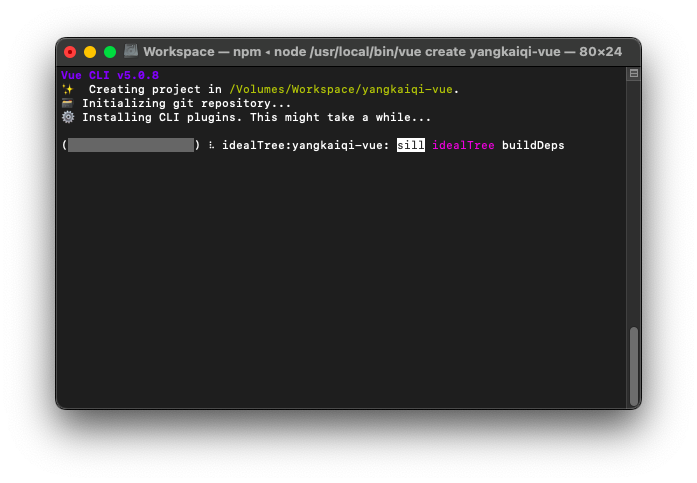 Workspace — npm ◂ node /usr/local/bin/vue create yangkaiqi-vue — 80×24
Vue CLI v5.0.8
✨  Creating project in /Volumes/Workspace/yangkaiqi-vue.
🗃 Initializing git repository...
⚙️ Installing CLI plugins. This might take a while...
(                  ) ⠧ idealTree:yangkaiqi-vue: sill idealTree buildDeps